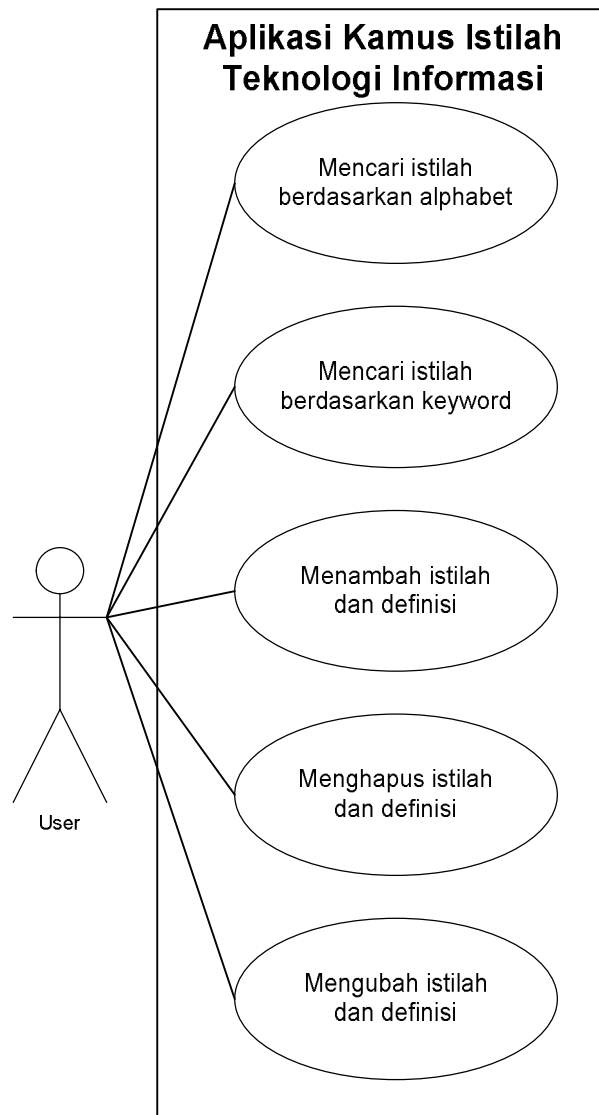 Aplikasi Kamus Istilah
Teknologi Informasi
Mencari istilah
berdasarkan alphabet
Mencari istilah
berdasarkan keyword
Menambah istilah
dan definisi
Menghapus istilah
dan definisi
User
Mengubah istilah
dan definisi